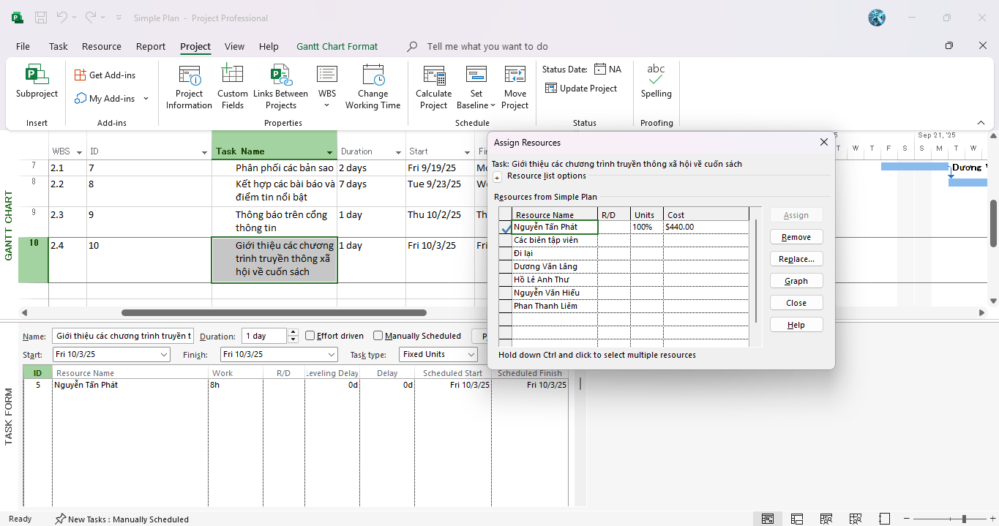 Simple Plan - Project Professional
File Task Resource Report Project View Help Gantt Chart Format Tell me what you want to do
Subproject
Insert
Get Add-ins
My Add-ins
Add-ins
Project Information
Custom Fields
Links Between Projects
WBS
Change Working Time
Properties
Calculate Project
Set Baseline
Move Project
Schedule
Status Date: NA
Update Project
Status
abc
Spelling
Proofing
GANTT CHART
WBS ID Task Name Duration Start
7 2.1 7 Phân phối các bản sao 2 days Fri 9/19/25
8 2.2 8 Kết hợp các bài báo và 7 days Tue 9/23/25
điểm tin nổi bật
9 2.3 9 Thông báo trên cổng 1 day Thu 10/2/25 Th
thông tin
10 2.4 10 Giới thiệu các chương 1 day Fri 10/3/25 Fri
trình truyền thông xã
hội về cuốn sách
Sep 21, '25
T W T F S S M T W
Assign Resources
Task: Giới thiệu các chương trình truyền thông xã hội về cuốn sách
+ Resource list options
Resources from Simple Plan
Resource Name R/D Units Cost
Nguyễn Tấn Phát 100% $440.00
Các biên tập viên
Đi lại
Dương Văn Lăng
Hồ Lê Anh Thư
Nguyễn Văn Hiếu
Phan Thanh Liêm
Assign
Remove
Replace...
Graph
Close
Help
Hold down Ctrl and click to select multiple resources
TASK FORM
Name: Giới thiệu các chương trình truyền t Duration: 1 day Effort driven Manually Scheduled
Start: Fri 10/3/25 Finish: Fri 10/3/25 Task type: Fixed Units
ID Resource Name Work R/D Leveling Delay Delay Scheduled Start Scheduled Finish
5 Nguyễn Tấn Phát 8h 0d 0d Fri 10/3/25 Fri 10/3/25
Ready New Tasks : Manually Scheduled